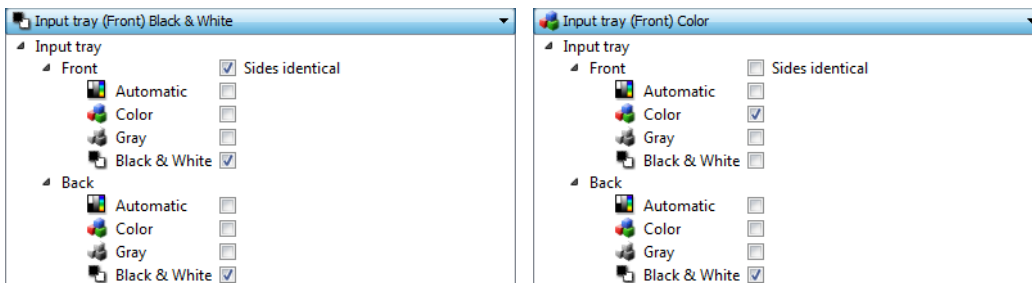 Input tray (Front) Black & White
Input tray
Front Sides identical
Automatic
Color
Gray
Black & White
Back
Automatic
Color
Gray
Black & White
Input tray (Front) Color
Input tray
Front Sides identical
Automatic
Color
Gray
Black & White
Back
Automatic
Color
Gray
Black & White